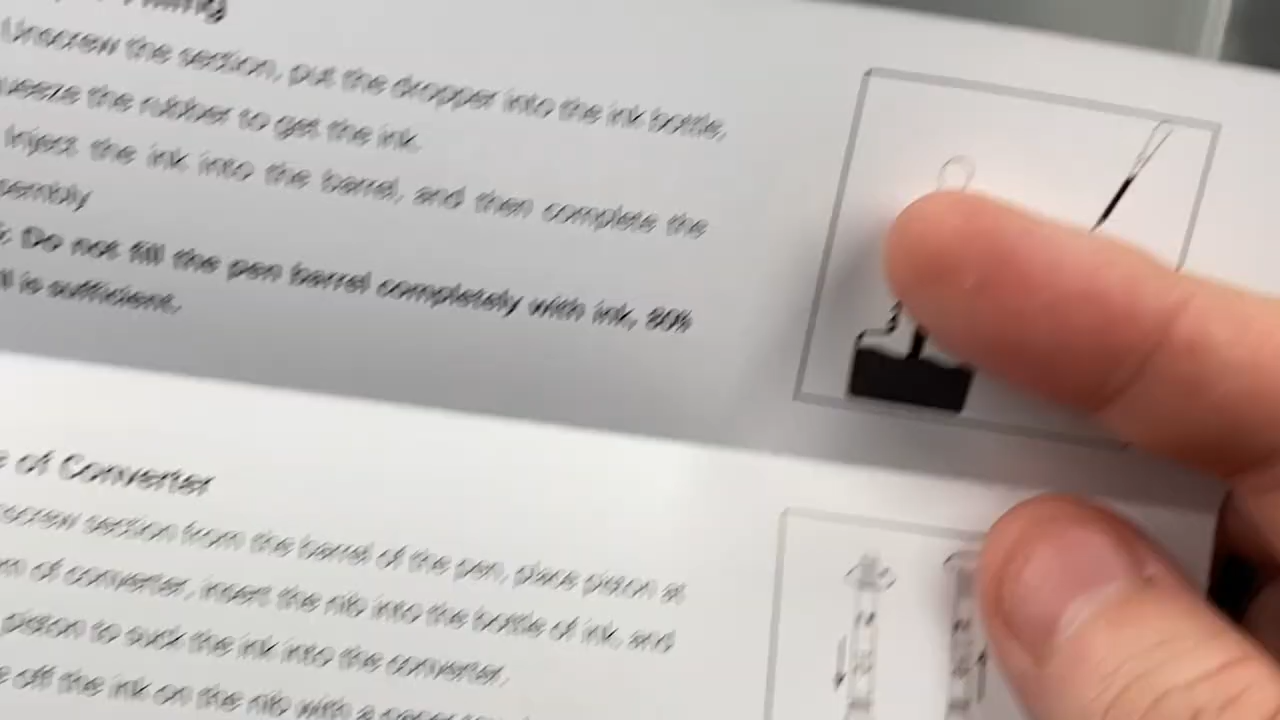 Filling
Unscrew the section, put the dropper into the ink bottle,
squeeze the rubber to get the ink.
Inject the ink into the barrel, and then complete the
assembly
Do not fill the pen barrel completely with ink, 80%
is sufficient.
of Converter
section from the barrel of the pen, place piston at
of converter, insert the nib into the bottle of ink, and
piston to suck the ink into the converter.
off the ink on the nib with a